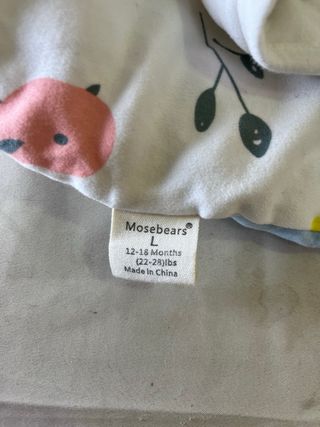 Mosebears®
L
12-18 Months
(22-28)lbs
Made in China